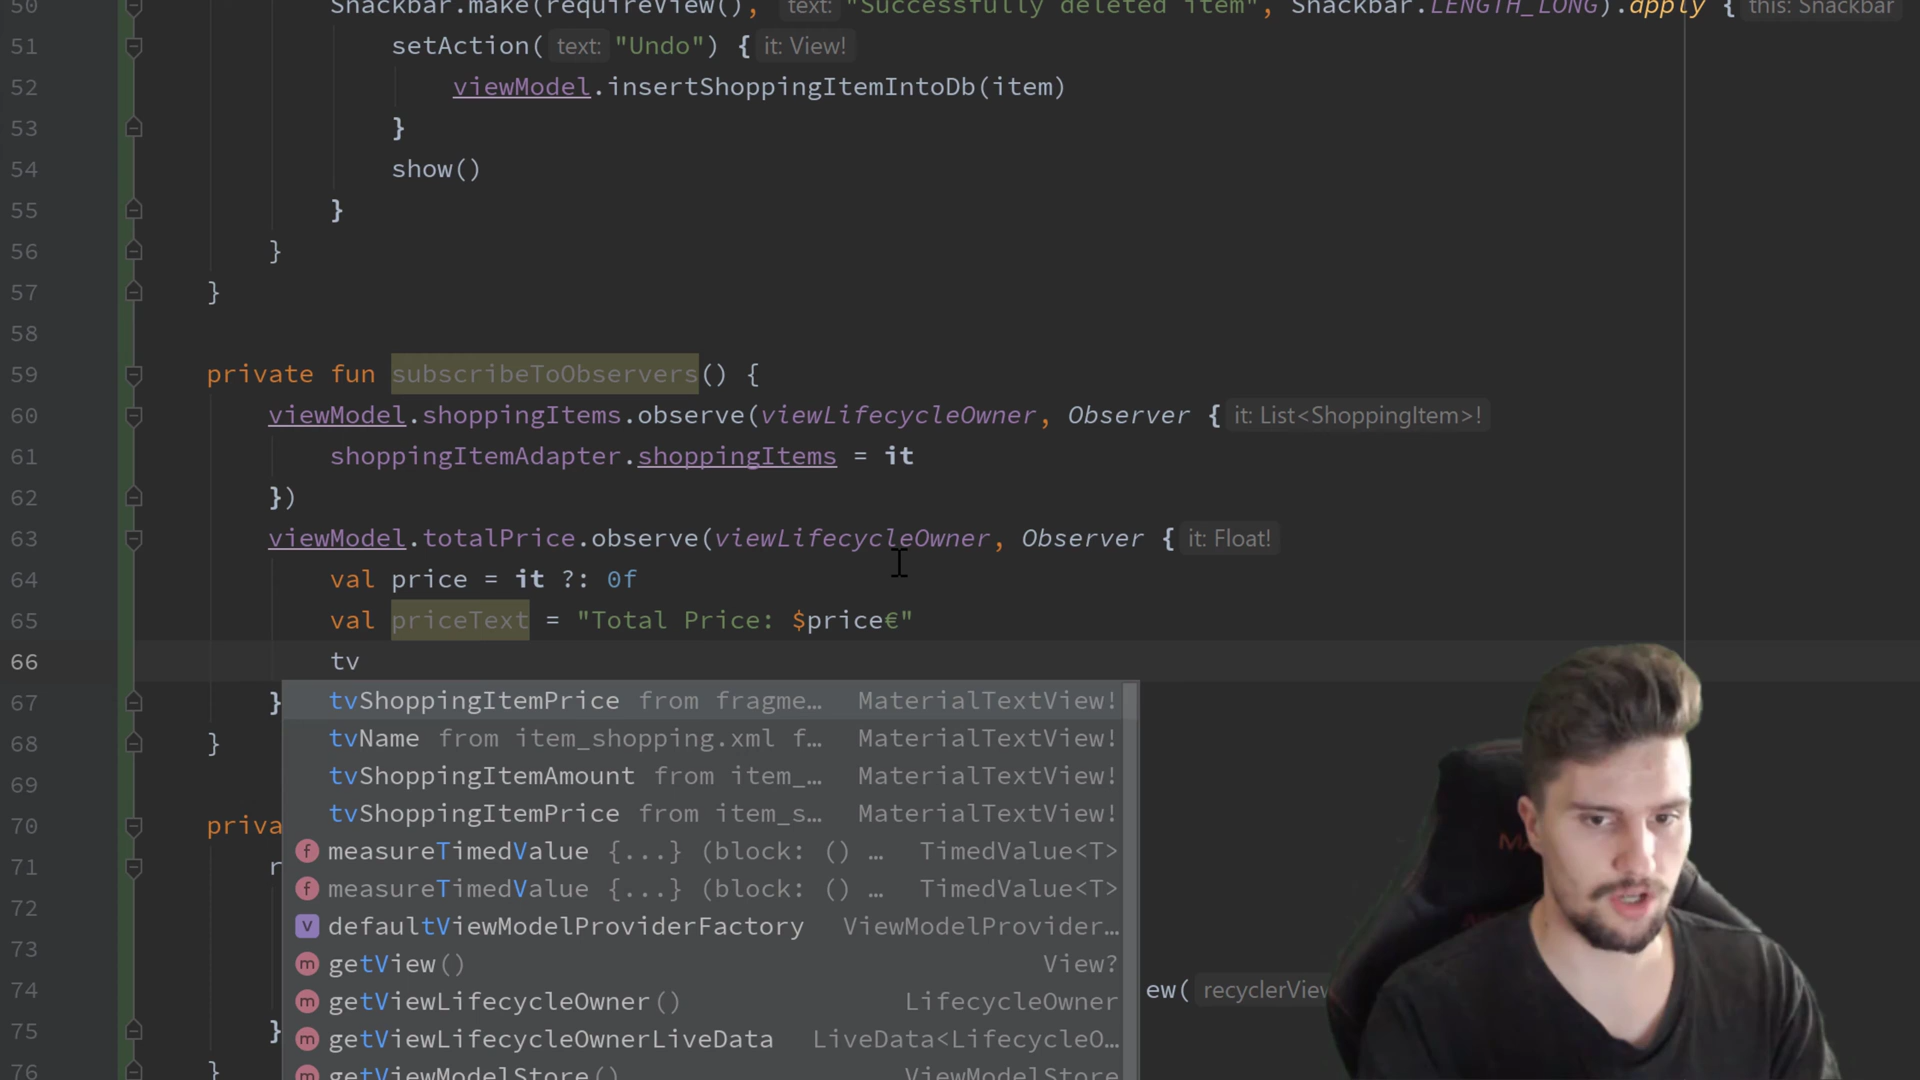 50 Snackbar.make(requireView(), text: "Successfully deleted item", Snackbar.LENGTH_LONG).apply { this: Snackbar
51 setAction( text: "Undo") { it: View!
52 viewModel.insertShoppingItemIntoDb(item)
53 }
54 show()
55 }
56 }
57 }
58
59 private fun subscribeToObservers() {
60 viewModel.shoppingItems.observe(viewLifecycleOwner, Observer { it: List<ShoppingItem>!
61 shoppingItemAdapter.shoppingItems = it
62 })
63 viewModel.totalPrice.observe(viewLifecycleOwner, Observer { it: Float!
64 val price = it ?: 0f
65 val priceText = "Total Price: $price€"
66 tv
67 }
tvShoppingItemPrice from fragme… MaterialTextView!
68 }
tvName from item_shopping.xml f… MaterialTextView!
69
tvShoppingItemAmount from item_… MaterialTextView!
70 priva
tvShoppingItemPrice from item_s… MaterialTextView!
71 r
measureTimedValue {...} (block: () … TimedValue<T>
72
measureTimedValue {...} (block: () … TimedValue<T>
73
defaultViewModelProviderFactory ViewModelProvider…
getView() View?
74 ew( recyclerView
getViewLifecycleOwner() LifecycleOwner
75 }
getViewLifecycleOwnerLiveData LiveData<LifecycleO…
76 }
getViewModelStore() ViewModelStore